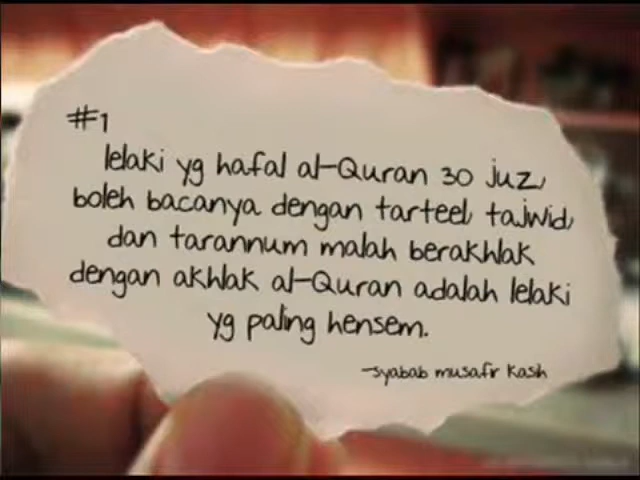 #1
lelaki yg hafal al-Quran 30 juz,
boleh bacanya dengan tarteel, tajwid,
dan tarannum malah berakhlak
dengan akhlak al-Quran adalah lelaki
yg paling hensem.
-syabab musafir kash